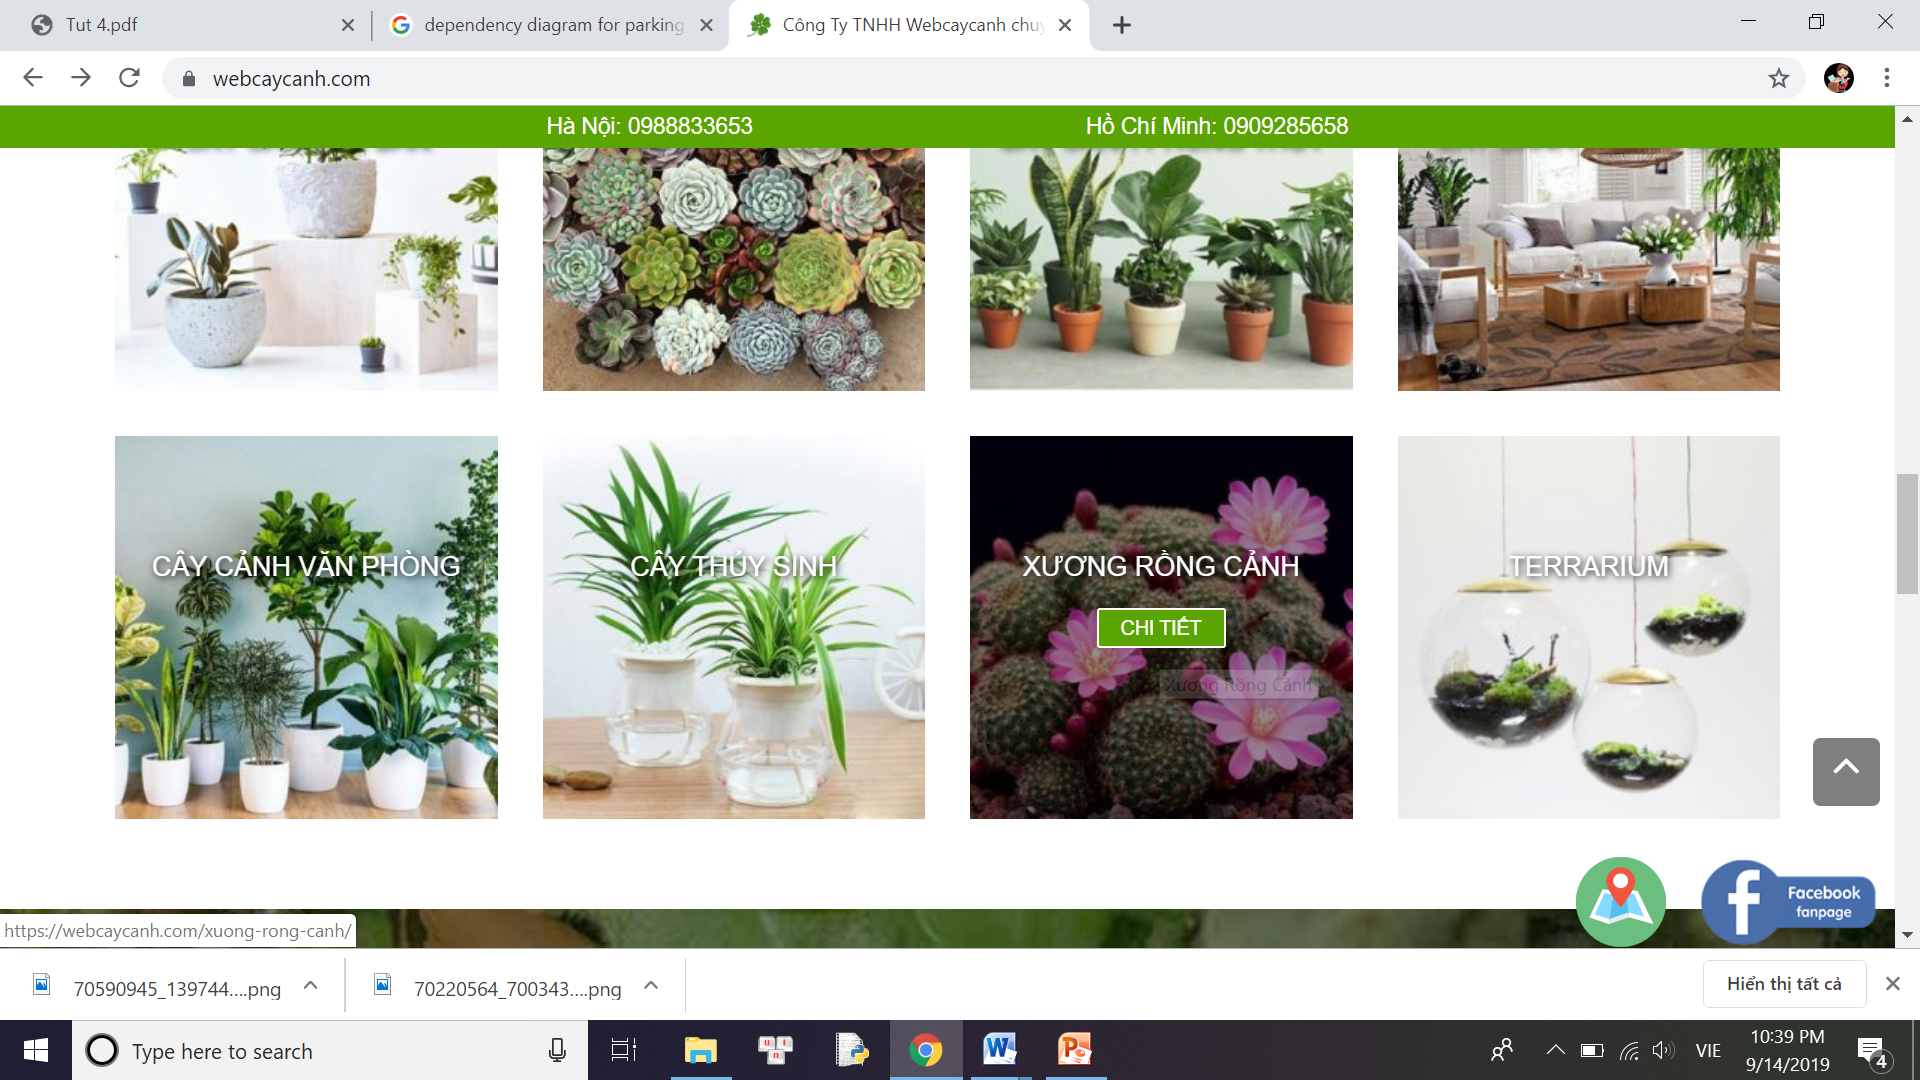 Tut 4.pdf
dependency diagram for parking
Công Ty TNHH Webcaycanh chu
webcaycanh.com
Hà Nội: 0988833653
Hồ Chí Minh: 0909285658
CÂY CẢNH VĂN PHÒNG
CÂY THỦY SINH
XƯƠNG RỒNG CẢNH
TERRARIUM
CHI TIẾT
Xương Rồng Cảnh
Facebook
fanpage
https://webcaycanh.com/xuong-rong-canh/
70590945_139744....png
70220564_700343....png
Hiển thị tất cả
Type here to search
VIE
10:39 PM
9/14/2019
4